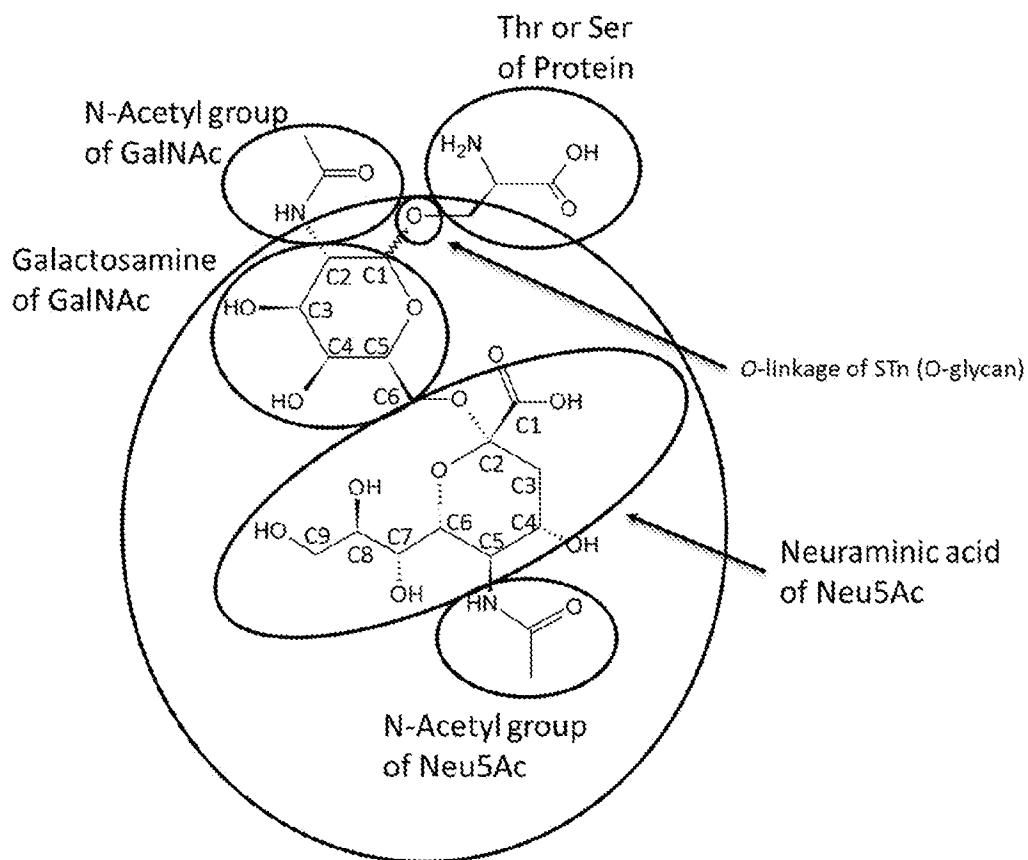 Thr or Ser
of Protein
N-Acetyl group
of GalNAc
H₂N
OH
O
O
HN
O
Galactosamine
of GalNAc
C2
C1
HO
C3
O
C4
C5
O
O-linkage of STn (O-glycan)
HO
C6
O
OH
C1
C2
O
C3
OH
HO
C9
C7
C6
C4
C8
C5
OH
Neuraminic acid
of Neu5Ac
OH
HN
O
N-Acetyl group
of Neu5Ac